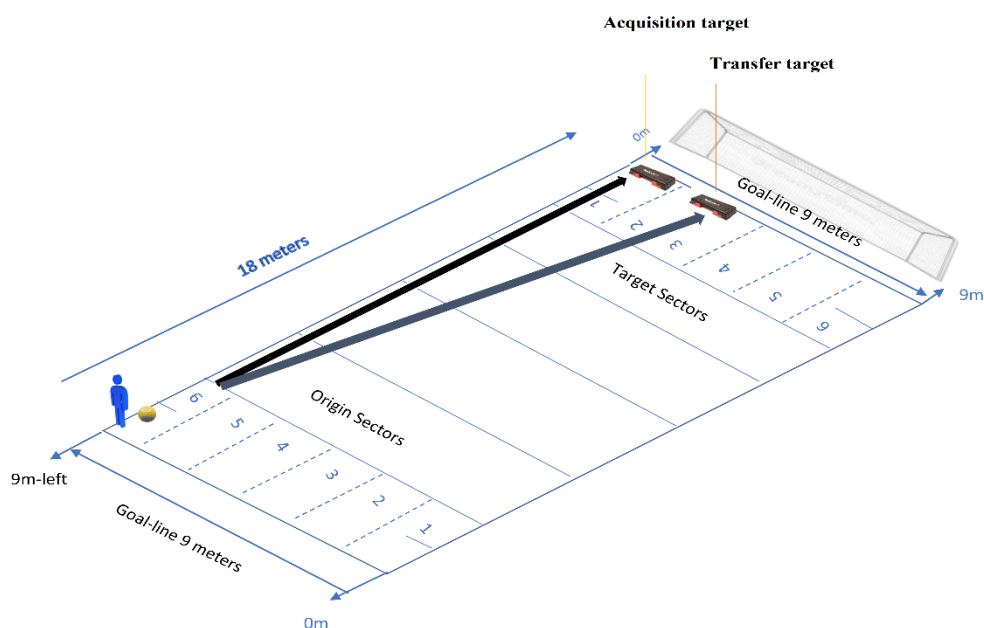 Acquisition target
Transfer target
0m
Goal-line 9 meters
18 meters
1
2
3
4
5
6
Target Sectors
9m
Origin Sectors
6
5
4
3
2
1
9m-left
Goal-line 9 meters
0m